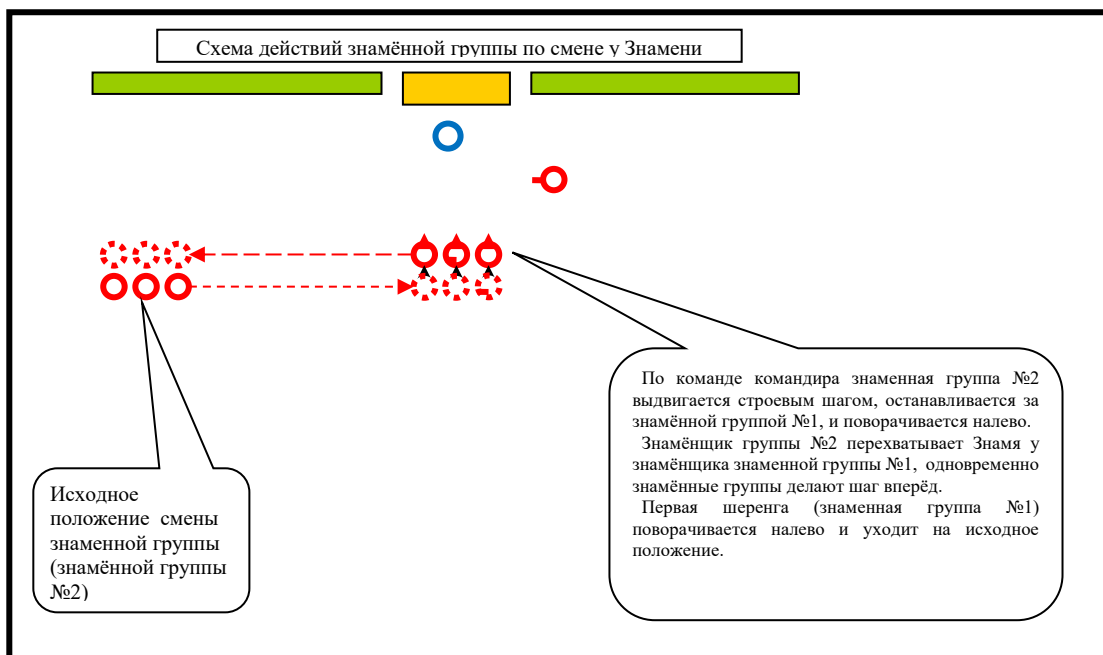 Схема действий знамённой группы по смене у Знамени
По команде командира знаменная группа №2
выдвигается строевым шагом, останавливается за
знамённой группой №1, и поворачивается налево.
Знамёнщик группы №2 перехватывает Знамя у
знамёнщика знаменной группы №1, одновременно
знамённые группы делают шаг вперёд.
Первая шеренга (знаменная группа №1)
поворачивается налево и уходит на исходное
положение.
Исходное
положение смены
знаменной группы
(знамённой группы
№2)